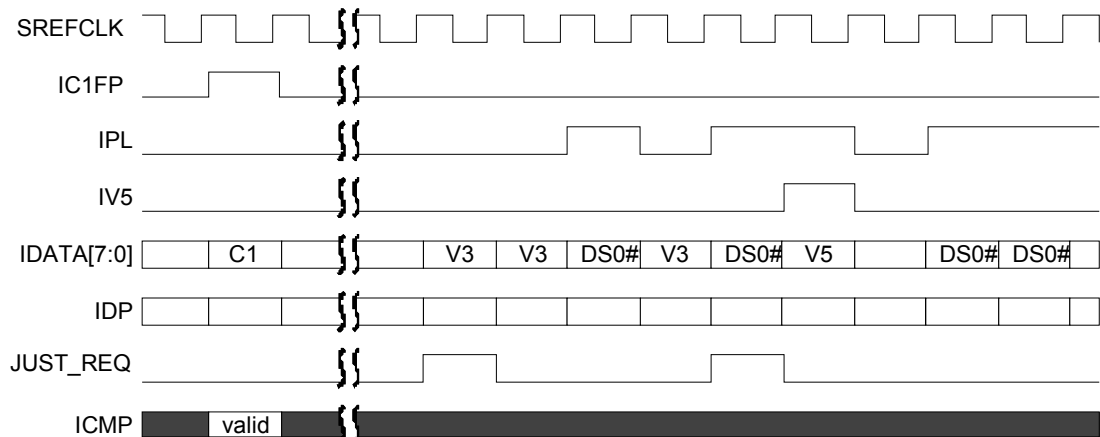 SREFCLK
IC1FP
IPL
IV5
IDATA[7:0] C1 V3 V3 DS0# V3 DS0# V5 DS0# DS0#
IDP
JUST_REQ
ICMP valid